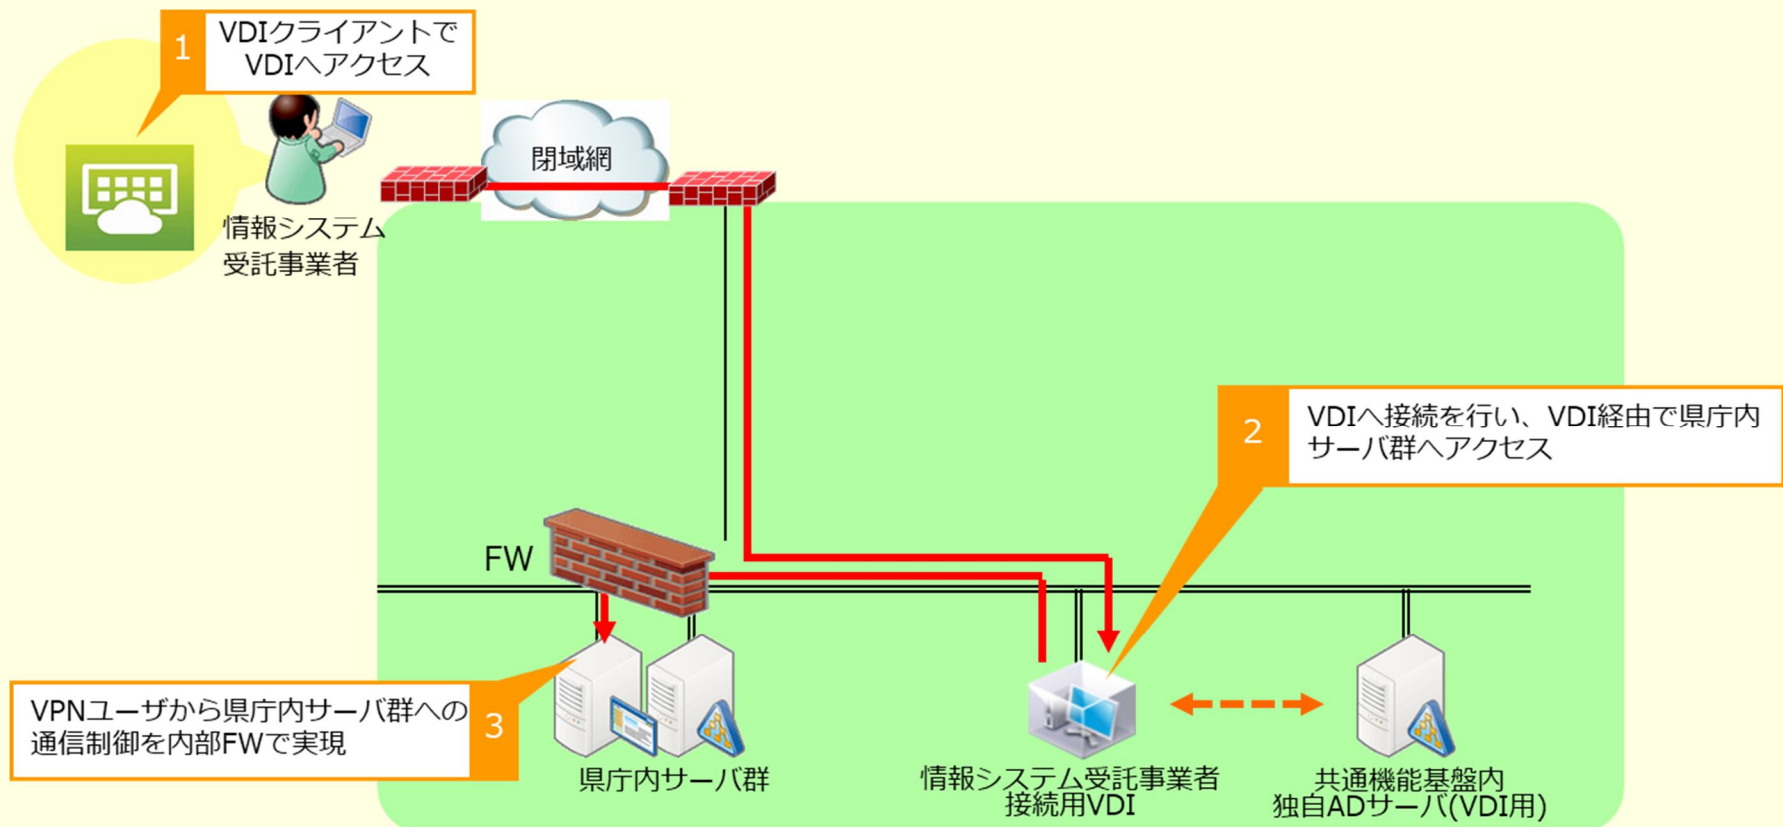 1
VDIクライアントで
VDIへアクセス
閉域網
情報システム
受託事業者
2
VDIへ接続を行い、VDI経由で県庁内
サーバ群へアクセス
FW
3
VPNユーザから県庁内サーバ群への
通信制御を内部FWで実現
県庁内サーバ群
情報システム受託事業者
接続用VDI
共通機能基盤内
独自ADサーバ(VDI用)